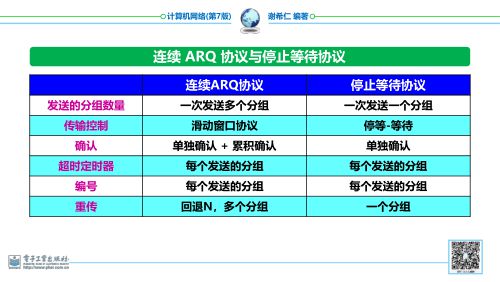 计算机网络(第7版)
谢希仁 编著
连续 ARQ 协议与停止等待协议
连续ARQ协议 停止等待协议
发送的分组数量 一次发送多个分组 一次发送一个分组
传输控制 滑动窗口协议 停等-等待
确认 单独确认 + 累积确认 单独确认
超时定时器 每个发送的分组 每个发送的分组
编号 每个发送的分组 每个发送的分组
重传 回退N，多个分组 一个分组
电子工业出版社
http://www.phei.com.cn